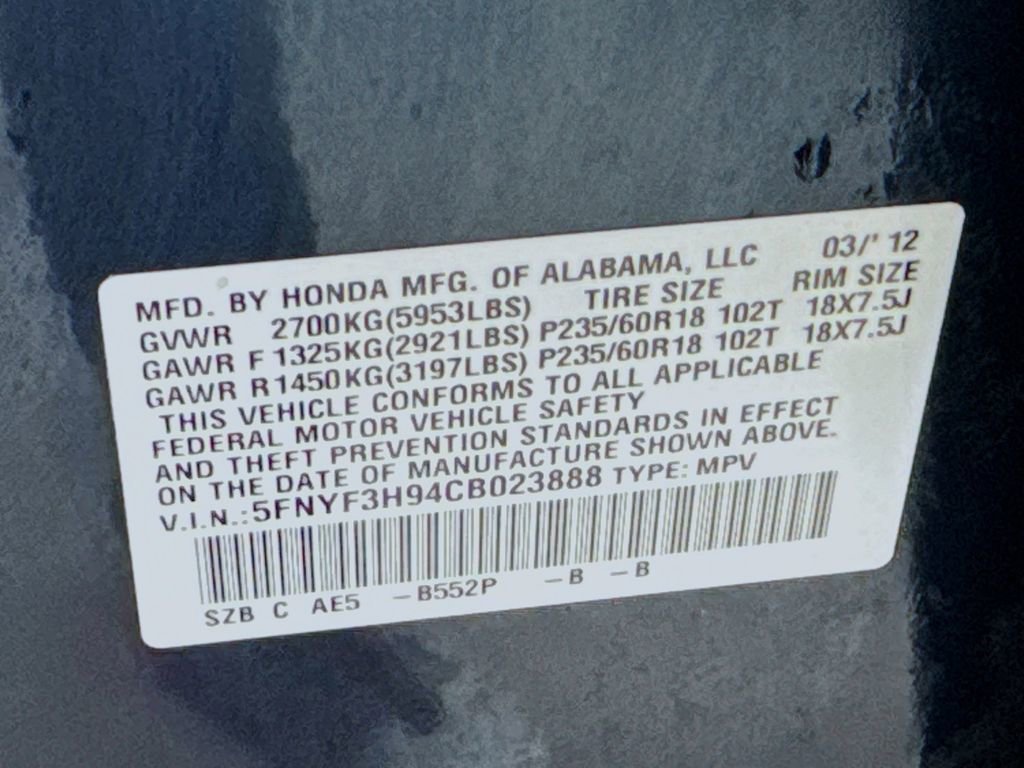 MFD. BY HONDA MFG. OF ALABAMA, LLC 03/' 12
GVWR 2700KG(5953LBS) TIRE SIZE RIM SIZE
GAWR F 1325KG(2921LBS) P235/60R18 102T 18X7.5J
GAWR R1450KG(3197LBS) P235/60R18 102T 18X7.5J
THIS VEHICLE CONFORMS TO ALL APPLICABLE
FEDERAL MOTOR VEHICLE SAFETY
AND THEFT PREVENTION STANDARDS IN EFFECT
ON THE DATE OF MANUFACTURE SHOWN ABOVE.
V.I.N.:5FNYF3H94CB023888 TYPE: MPV
SZB C AE5 -B552P -B -B